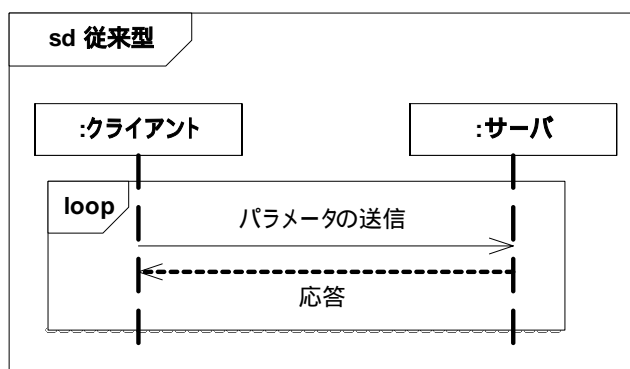 sd 従来型
:クライアント
:サーバ
loop
パラメータの送信
応答